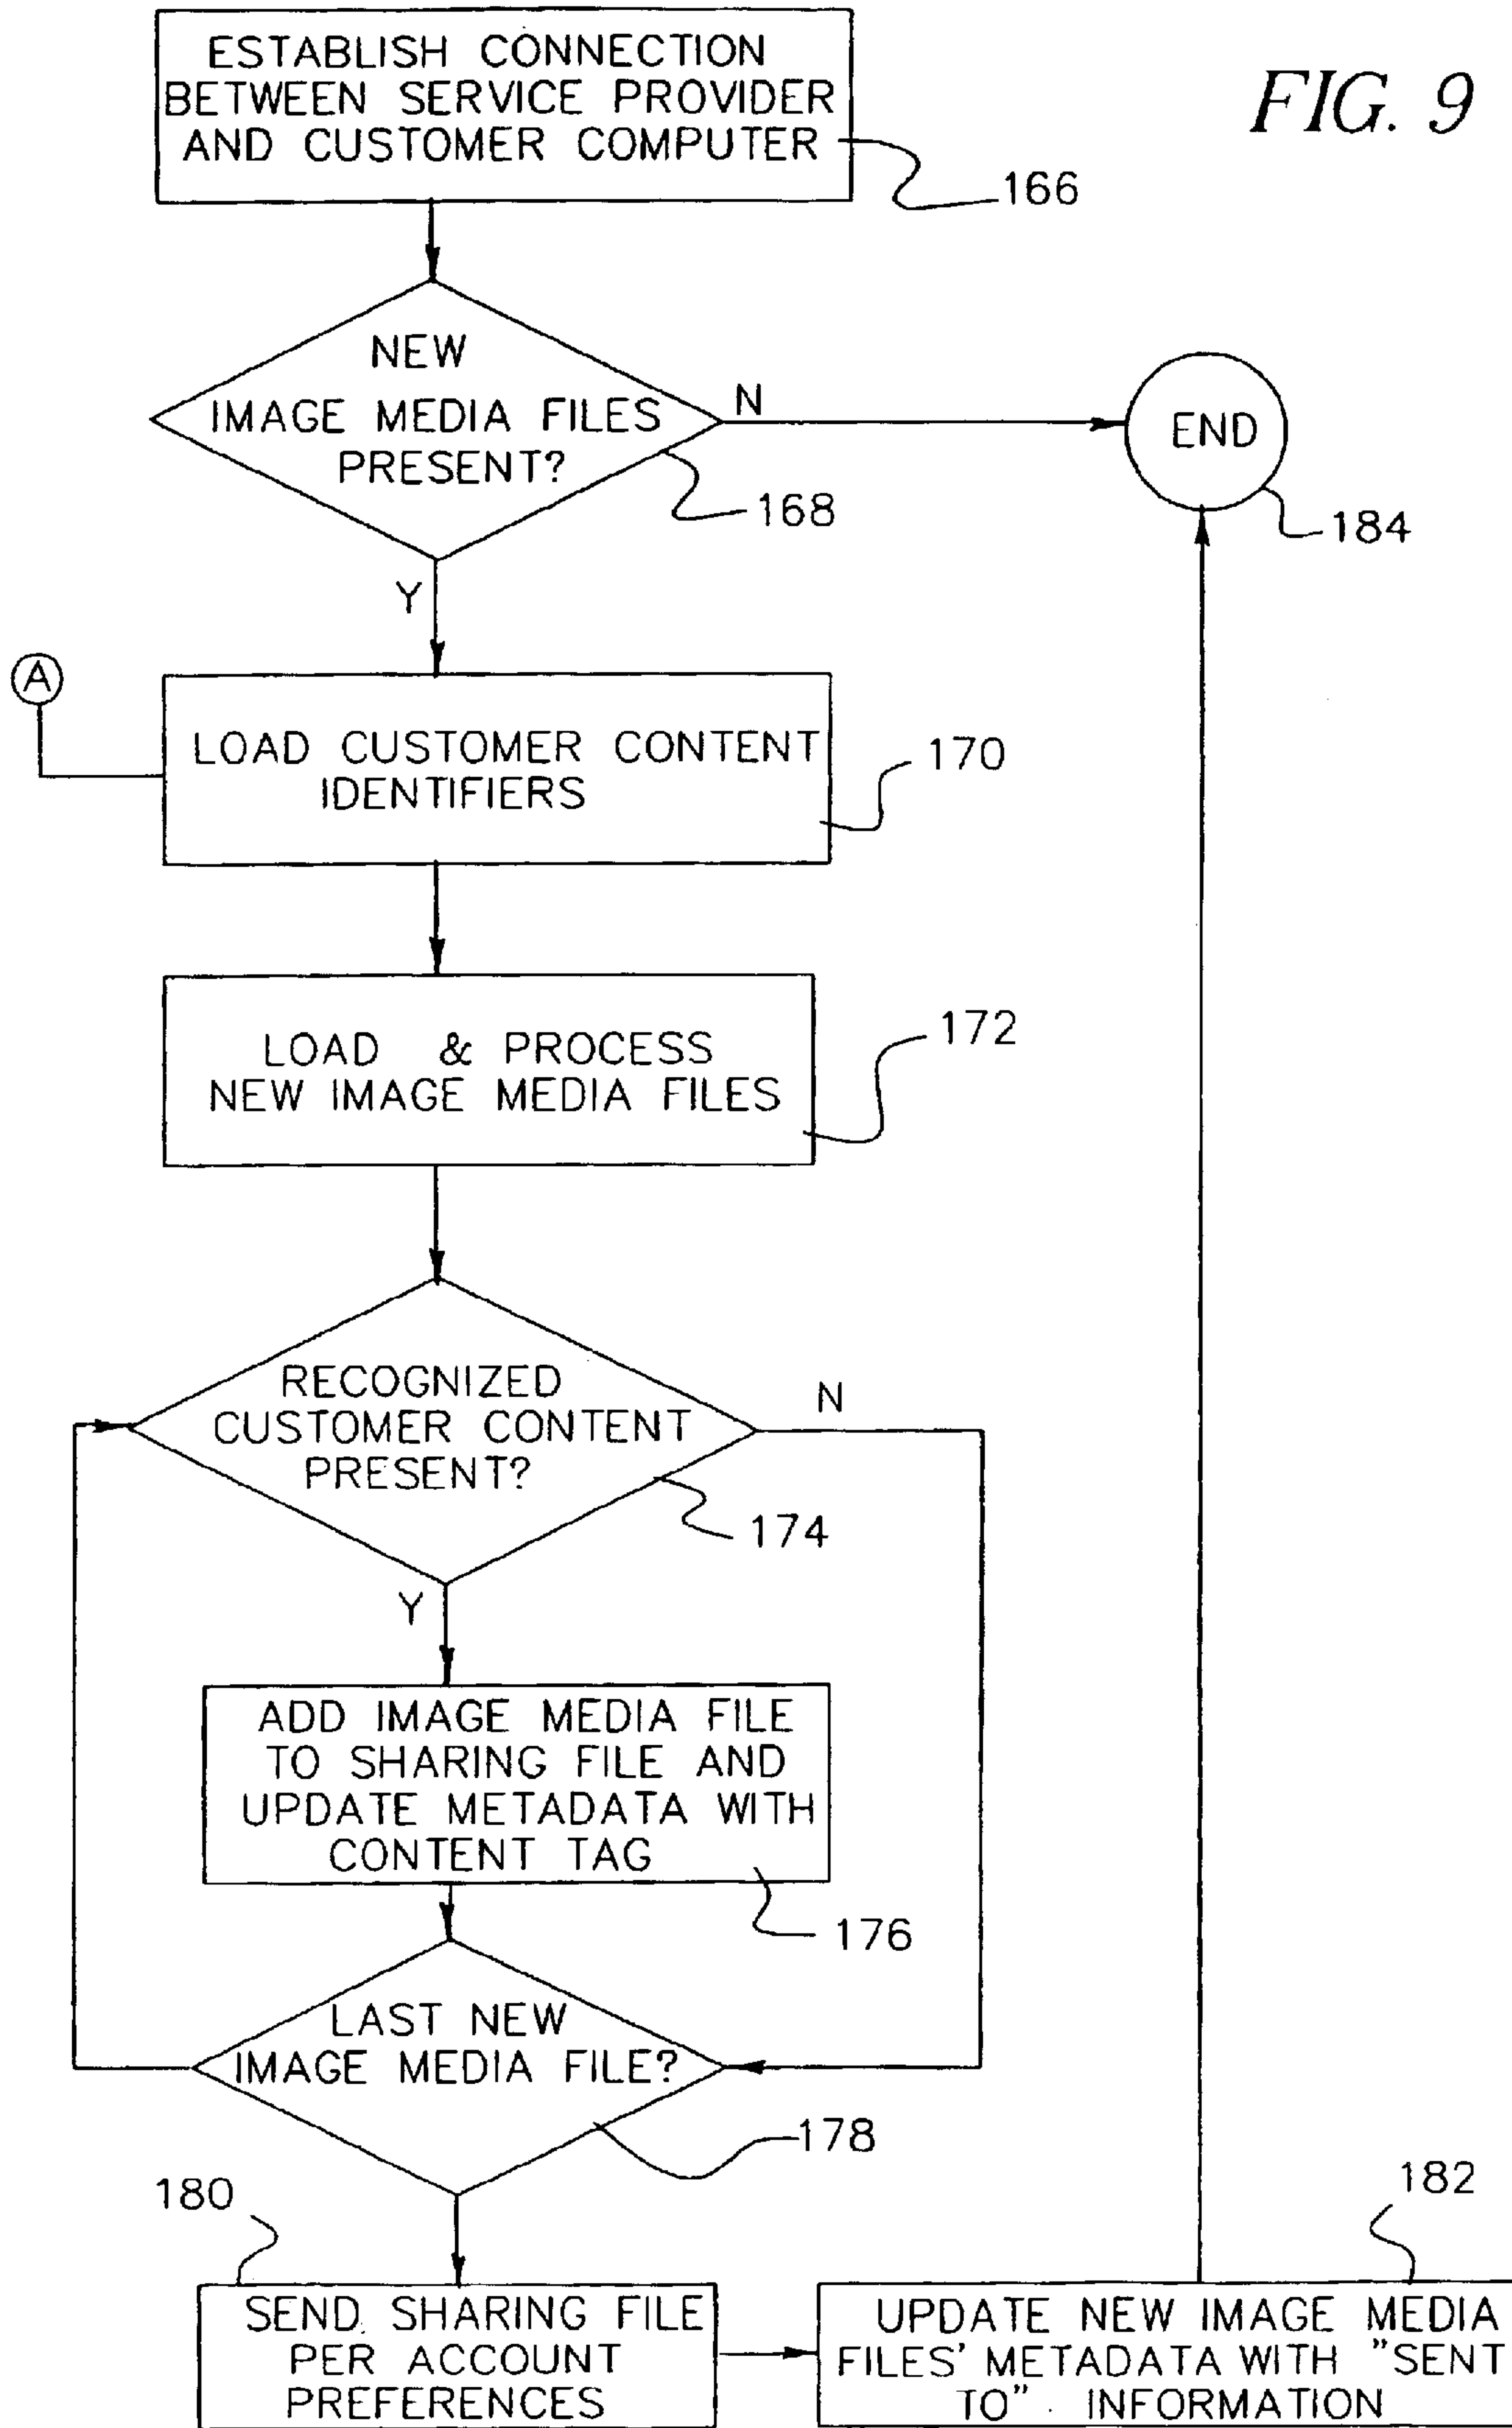 FIG. 9
ESTABLISH CONNECTION
BETWEEN SERVICE PROVIDER
AND CUSTOMER COMPUTER
166
NEW
IMAGE MEDIA FILES
PRESENT?
N
168
END
184
Y
A
LOAD CUSTOMER CONTENT
IDENTIFIERS
170
LOAD & PROCESS
NEW IMAGE MEDIA FILES
172
RECOGNIZED
CUSTOMER CONTENT
PRESENT?
N
174
Y
ADD IMAGE MEDIA FILE
TO SHARING FILE AND
UPDATE METADATA WITH
CONTENT TAG
176
LAST NEW
IMAGE MEDIA FILE?
178
180
SEND SHARING FILE
PER ACCOUNT
PREFERENCES
182
UPDATE NEW IMAGE MEDIA
FILES' METADATA WITH "SENT
TO" INFORMATION